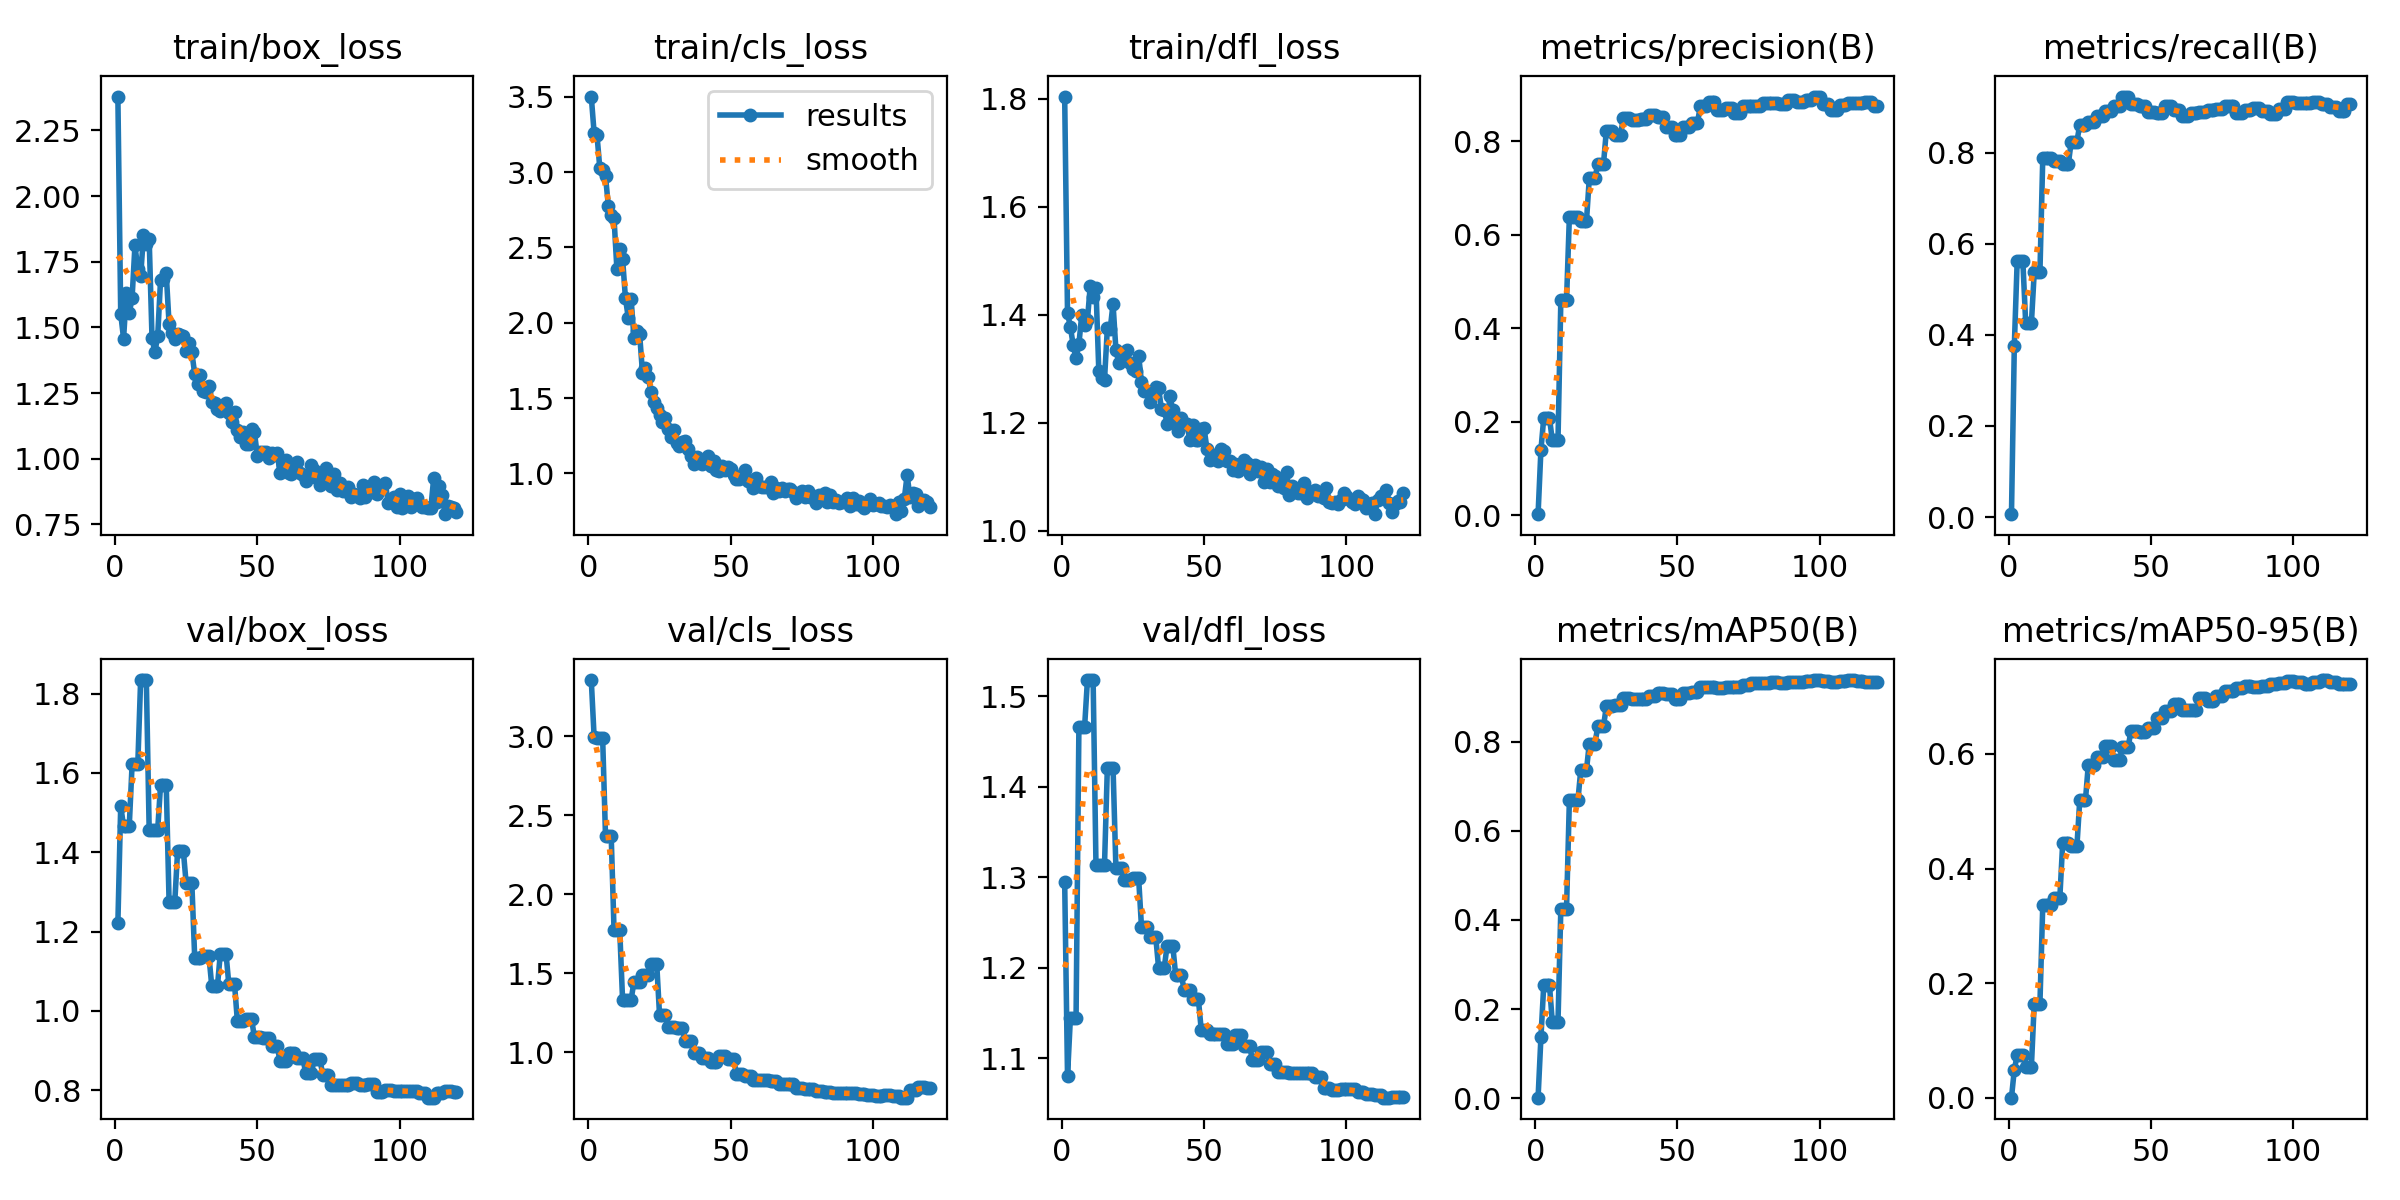 train/box_loss
2.25
2.00
1.75
1.50
1.25
1.00
0.75
0 50 100
train/cls_loss
results
smooth
3.5
3.0
2.5
2.0
1.5
1.0
0 50 100
train/dfl_loss
1.8
1.6
1.4
1.2
1.0
0 50 100
metrics/precision(B)
0.8
0.6
0.4
0.2
0.0
0 50 100
metrics/recall(B)
0.8
0.6
0.4
0.2
0.0
0 50 100
val/box_loss
1.8
1.6
1.4
1.2
1.0
0.8
0 50 100
val/cls_loss
3.0
2.5
2.0
1.5
1.0
0 50 100
val/dfl_loss
1.5
1.4
1.3
1.2
1.1
0 50 100
metrics/mAP50(B)
0.8
0.6
0.4
0.2
0.0
0 50 100
metrics/mAP50-95(B)
0.6
0.4
0.2
0.0
0 50 100